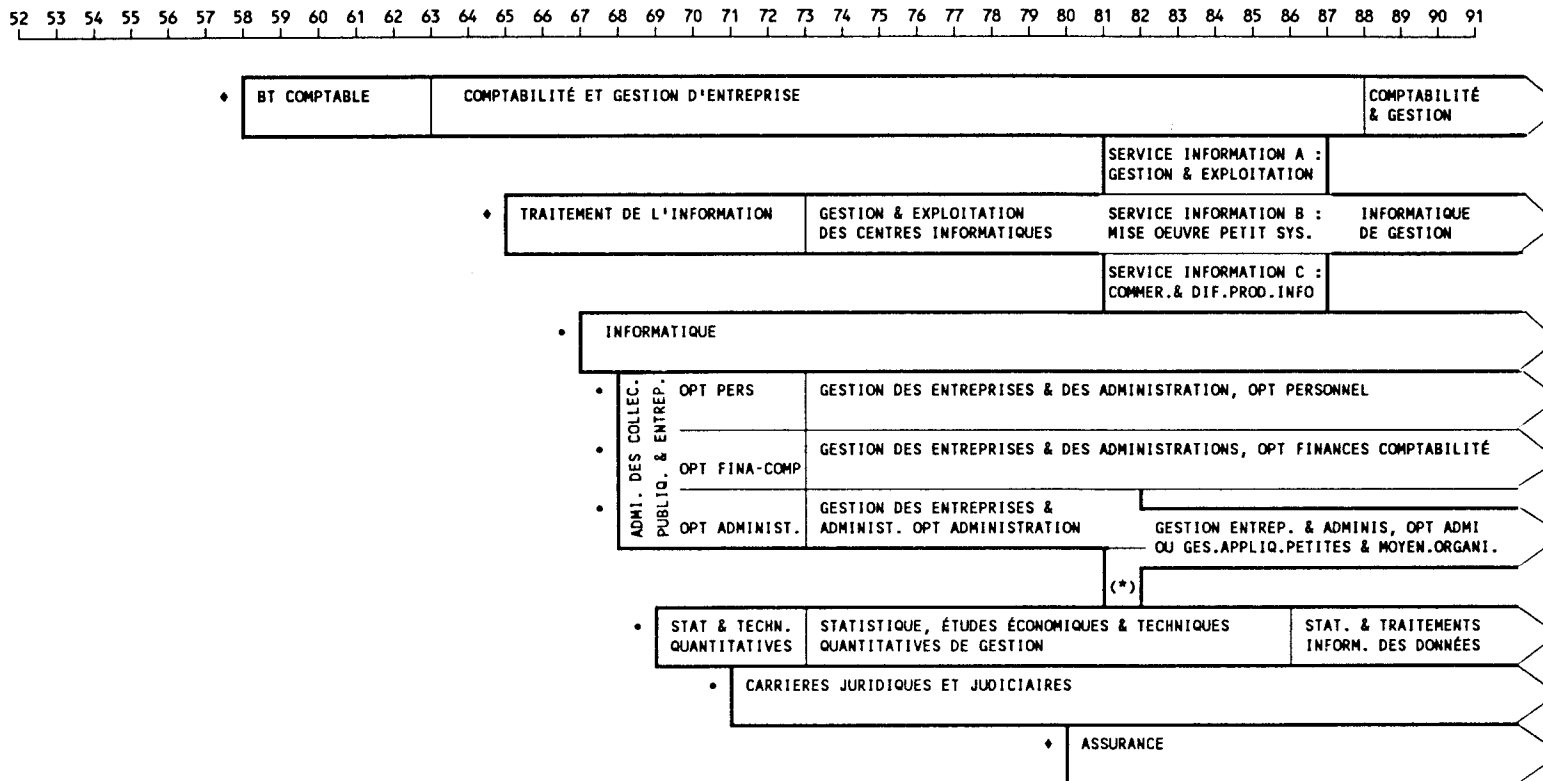 52 53 54 55 56 57 58 60 60 61 62 63 64 65 66 67 68 69 70 71 72 73 74 75 76 77 78 79 80 81 82 83 84 85 86 87 88 89 90 91
BT COMPTABLE
COMPTABILITÉ ET GESTION D'ENTREPRISE
COMPTABILITÉ
& GESTION
SERVICE INFORMATION A :
GESTION & EXPLOITATION
TRAITEMENT DE L'INFORMATION
GESTION & EXPLOITATION
DES CENTRES INFORMATIQUES
SERVICE INFORMATION B :
MISE OEUVRE PETIT SYS.
INFORMATIQUE
DE GESTION
SERVICE INFORMATION C :
COMMER.& DIF.PROD.INFO
INFORMATIQUE
ADMI. DES COLLEC.
PUBLIQ. & ENTREP.
OPT PERS
GESTION DES ENTREPRISES & DES ADMINISTRATION, OPT PERSONNEL
OPT FINA-COMP
GESTION DES ENTREPRISES & DES ADMINISTRATIONS, OPT FINANCES COMPTABILITÉ
OPT ADMINIST.
GESTION DES ENTREPRISES &
ADMINIST. OPT ADMINISTRATION
GESTION ENTREP. & ADMINIS, OPT ADMI
OU GES.APPLIQ.PETITES & MOYEN.ORGANI.
(*)
STAT & TECHN.
QUANTITATIVES
STATISTIQUE, ÉTUDES ÉCONOMIQUES & TECHNIQUES
QUANTITATIVES DE GESTION
STAT. & TRAITEMENTS
INFORM. DES DONNÉES
CARRIERES JURIDIQUES ET JUDICIAIRES
ASSURANCE